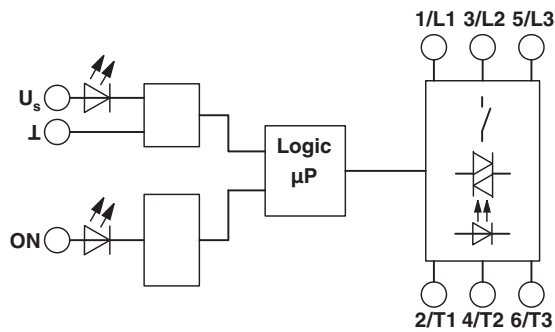 1/L1 3/L2 5/L3
Us
⊥
ON
Logic
µP
2/T1 4/T2 6/T3